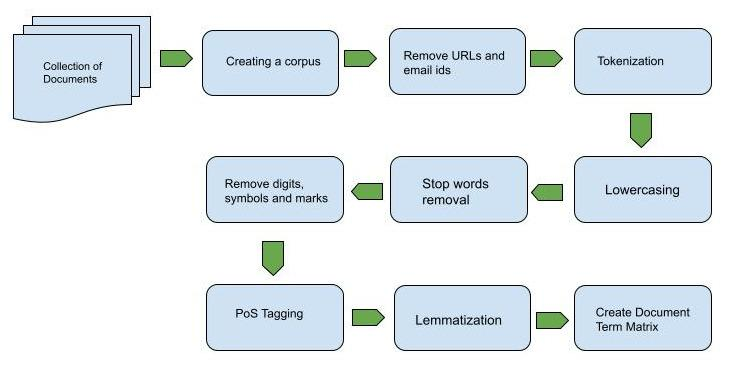 Collection of
Documents
Creating a corpus
Remove URLs and
email ids
Tokenization
Lowercasing
Stop words
removal
Remove digits,
symbols and marks
PoS Tagging
Lemmatization
Create Document
Term Matrix